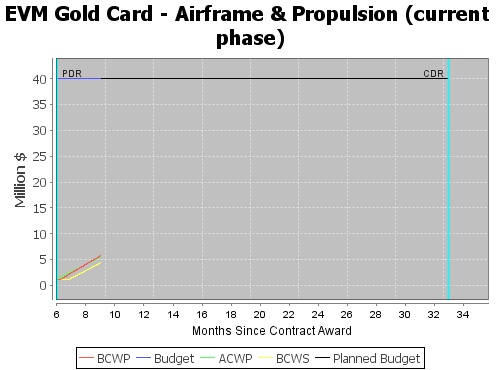 EVM Gold Card - Airframe & Propulsion (current
phase)
Million $
40
35
30
25
20
15
10
5
0
PDR
CDR
6 8 10 12 14 16 18 20 22 24 26 28 30 32 34
Months Since Contract Award
BCWP Budget ACWP BCWS Planned Budget